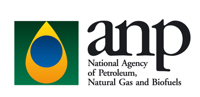 anp
National Agency
of Petroleum,
Natural Gas and Biofuels